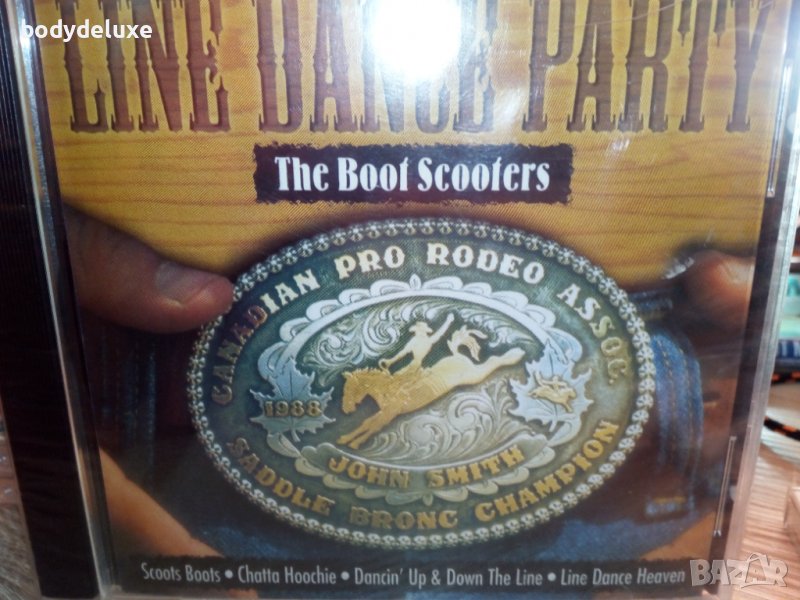 bodydeluxe
LINE DANCE PARTY
The Boot Scooters
CANADIAN PRO RODEO ASSOC.
1988
JOHN SMITH
SADDLE BRONC CHAMPION
Scoots Boots • Chatta Hoochie • Dancin' Up & Down The Line • Line Dance Heaven
BAZAR